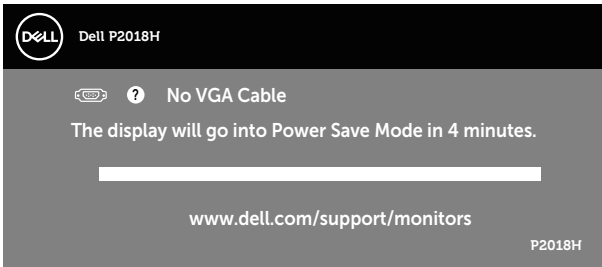 DELL
Dell P2018H
? No VGA Cable
The display will go into Power Save Mode in 4 minutes.
www.dell.com/support/monitors
P2018H